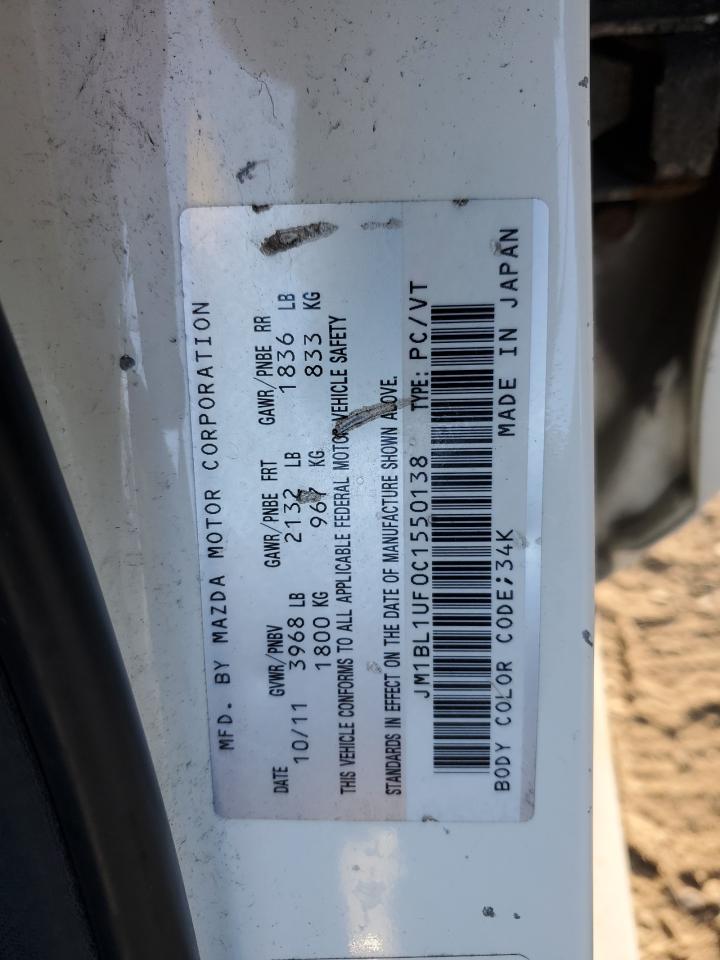 MFD. BY MAZDA MOTOR CORPORATION
DATE GVWR/PNBV GAWR/PNBE FRT GAWR/PNBE RR
10/11 3968 LB 2132 LB 1836 LB
1800 KG 967 KG 833 KG
THIS VEHICLE CONFORMS TO ALL APPLICABLE FEDERAL MOTOR VEHICLE SAFETY
STANDARDS IN EFFECT ON THE DATE OF MANUFACTURE SHOWN ABOVE.
JM1BL1UF0C1550138 TYPE: PC/VT
BODY COLOR CODE;34K MADE IN JAPAN